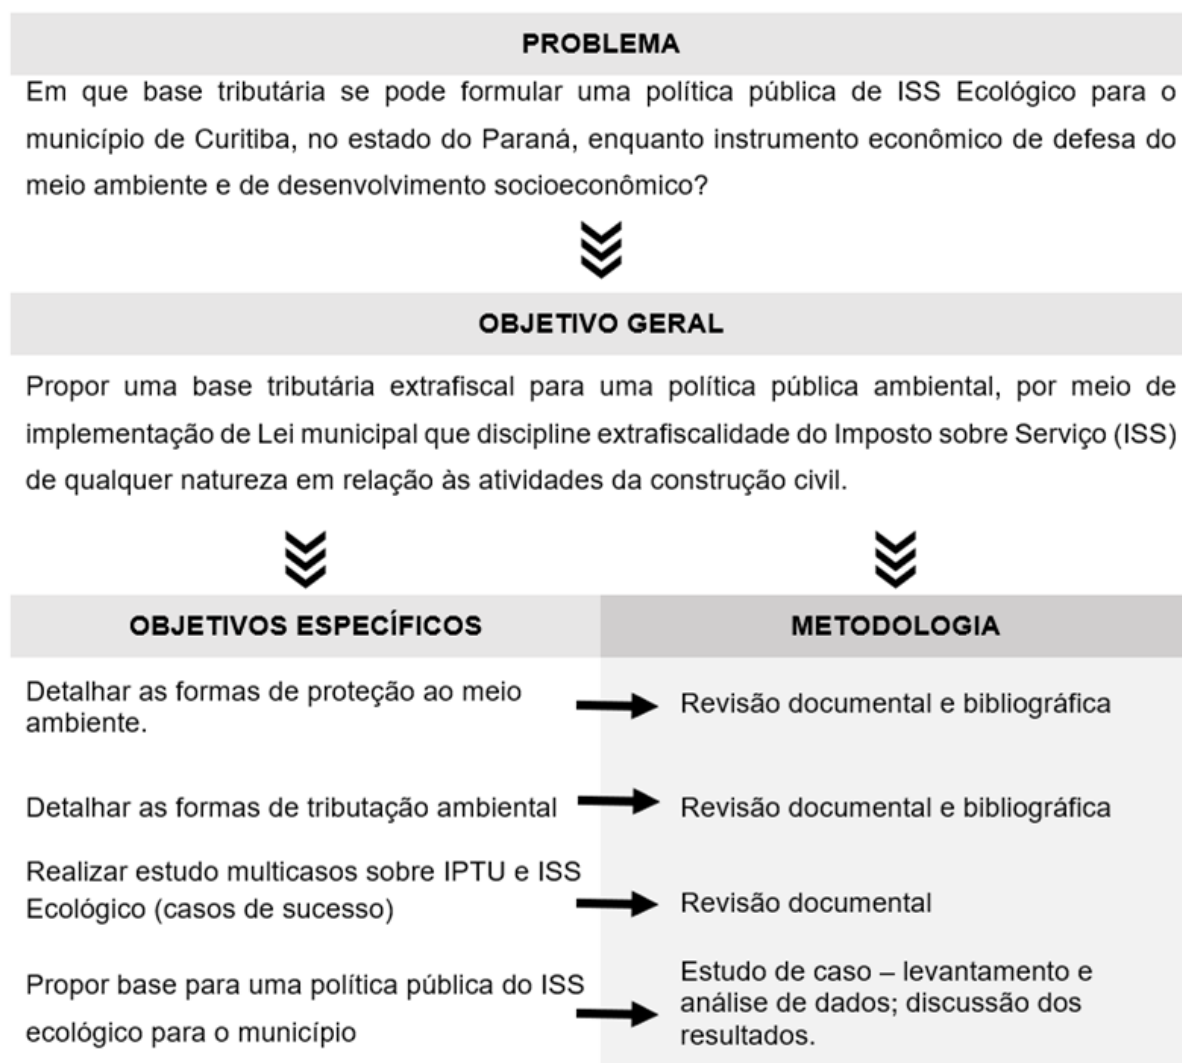 PROBLEMA
Em que base tributária se pode formular uma política pública de ISS Ecológico para o
município de Curitiba, no estado do Paraná, enquanto instrumento econômico de defesa do
meio ambiente e de desenvolvimento socioeconômico?
OBJETIVO GERAL
Propor uma base tributária extrafiscal para uma política pública ambiental, por meio de
implementação de Lei municipal que discipline extrafiscalidade do Imposto sobre Serviço (ISS)
de qualquer natureza em relação às atividades da construção civil.
OBJETIVOS ESPECÍFICOS
METODOLOGIA
Detalhar as formas de proteção ao meio
ambiente.
Revisão documental e bibliográfica
Detalhar as formas de tributação ambiental
Revisão documental e bibliográfica
Realizar estudo multicasos sobre IPTU e ISS
Ecológico (casos de sucesso)
Revisão documental
Propor base para uma política pública do ISS
ecológico para o município
Estudo de caso – levantamento e
análise de dados; discussão dos
resultados.